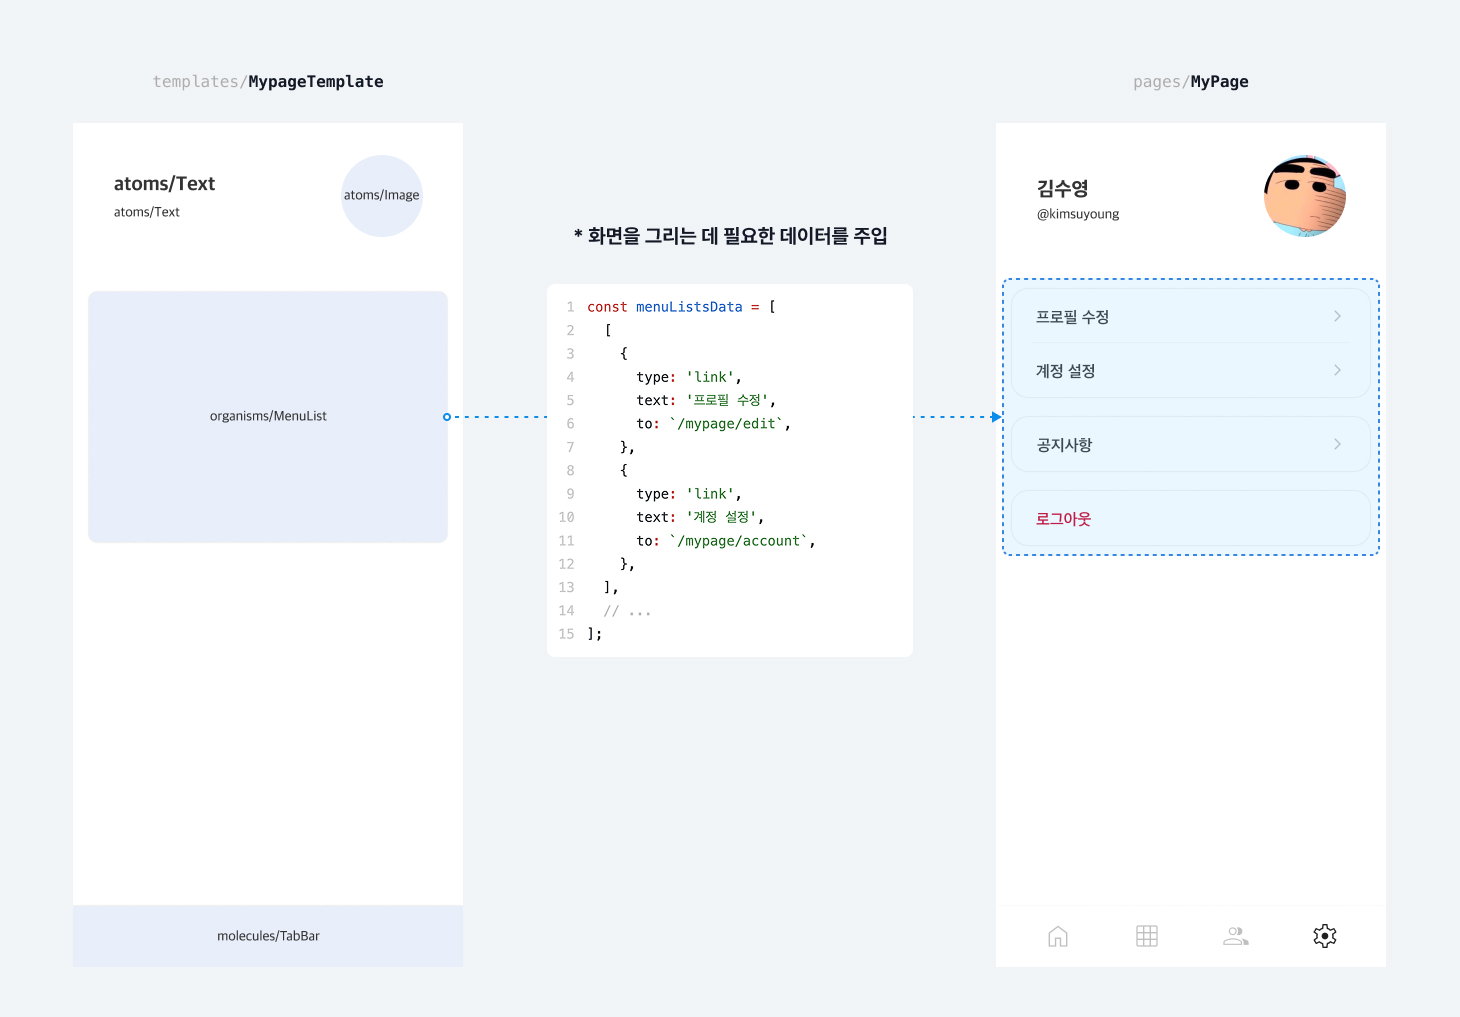 templates/MypageTemplate
atoms/Text
atoms/Text
atoms/Image
organisms/MenuList
molecules/TabBar
* 화면을 그리는 데 필요한 데이터를 주입
1 const menuListsData = [
2 [
3 {
4 type: 'link',
5 text: '프로필 수정',
6 to: `/mypage/edit`,
7 },
8 {
9 type: 'link',
10 text: '계정 설정',
11 to: `/mypage/account`,
12 },
13 ],
14 // ...
15 ];
pages/MyPage
김수영
@kimsuyoung
프로필 수정
계정 설정
공지사항
로그아웃